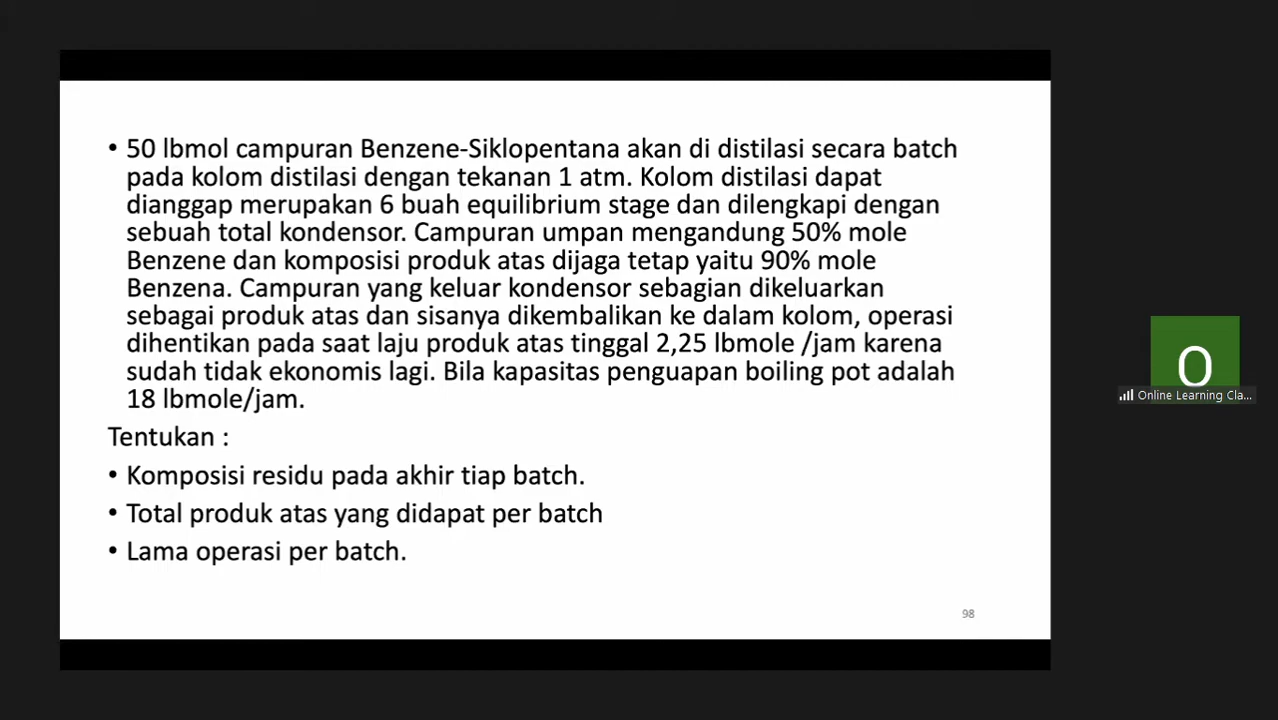 • 50 lbmol campuran Benzene-Siklopentana akan di distilasi secara batch
pada kolom distilasi dengan tekanan 1 atm. Kolom distilasi dapat
dianggap merupakan 6 buah equilibrium stage dan dilengkapi dengan
sebuah total kondensor. Campuran umpan mengandung 50% mole
Benzene dan komposisi produk atas dijaga tetap yaitu 90% mole
Benzena. Campuran yang keluar kondensor sebagian dikeluarkan
sebagai produk atas dan sisanya dikembalikan ke dalam kolom, operasi
dihentikan pada saat laju produk atas tinggal 2,25 lbmole /jam karena
sudah tidak ekonomis lagi. Bila kapasitas penguapan boiling pot adalah
18 lbmole/jam.
Tentukan :
• Komposisi residu pada akhir tiap batch.
• Total produk atas yang didapat per batch
• Lama operasi per batch.
98
O
Online Learning Cla...